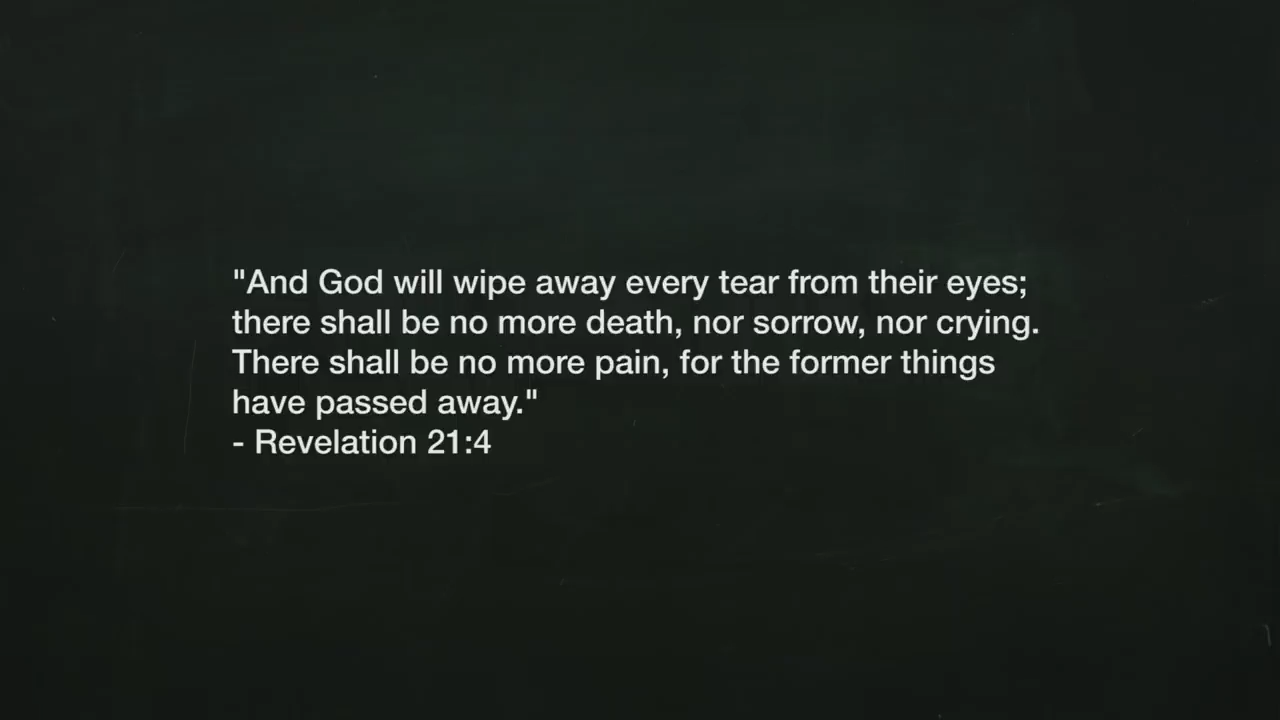 "And God will wipe away every tear from their eyes;
there shall be no more death, nor sorrow, nor crying.
There shall be no more pain, for the former things
have passed away."
- Revelation 21:4